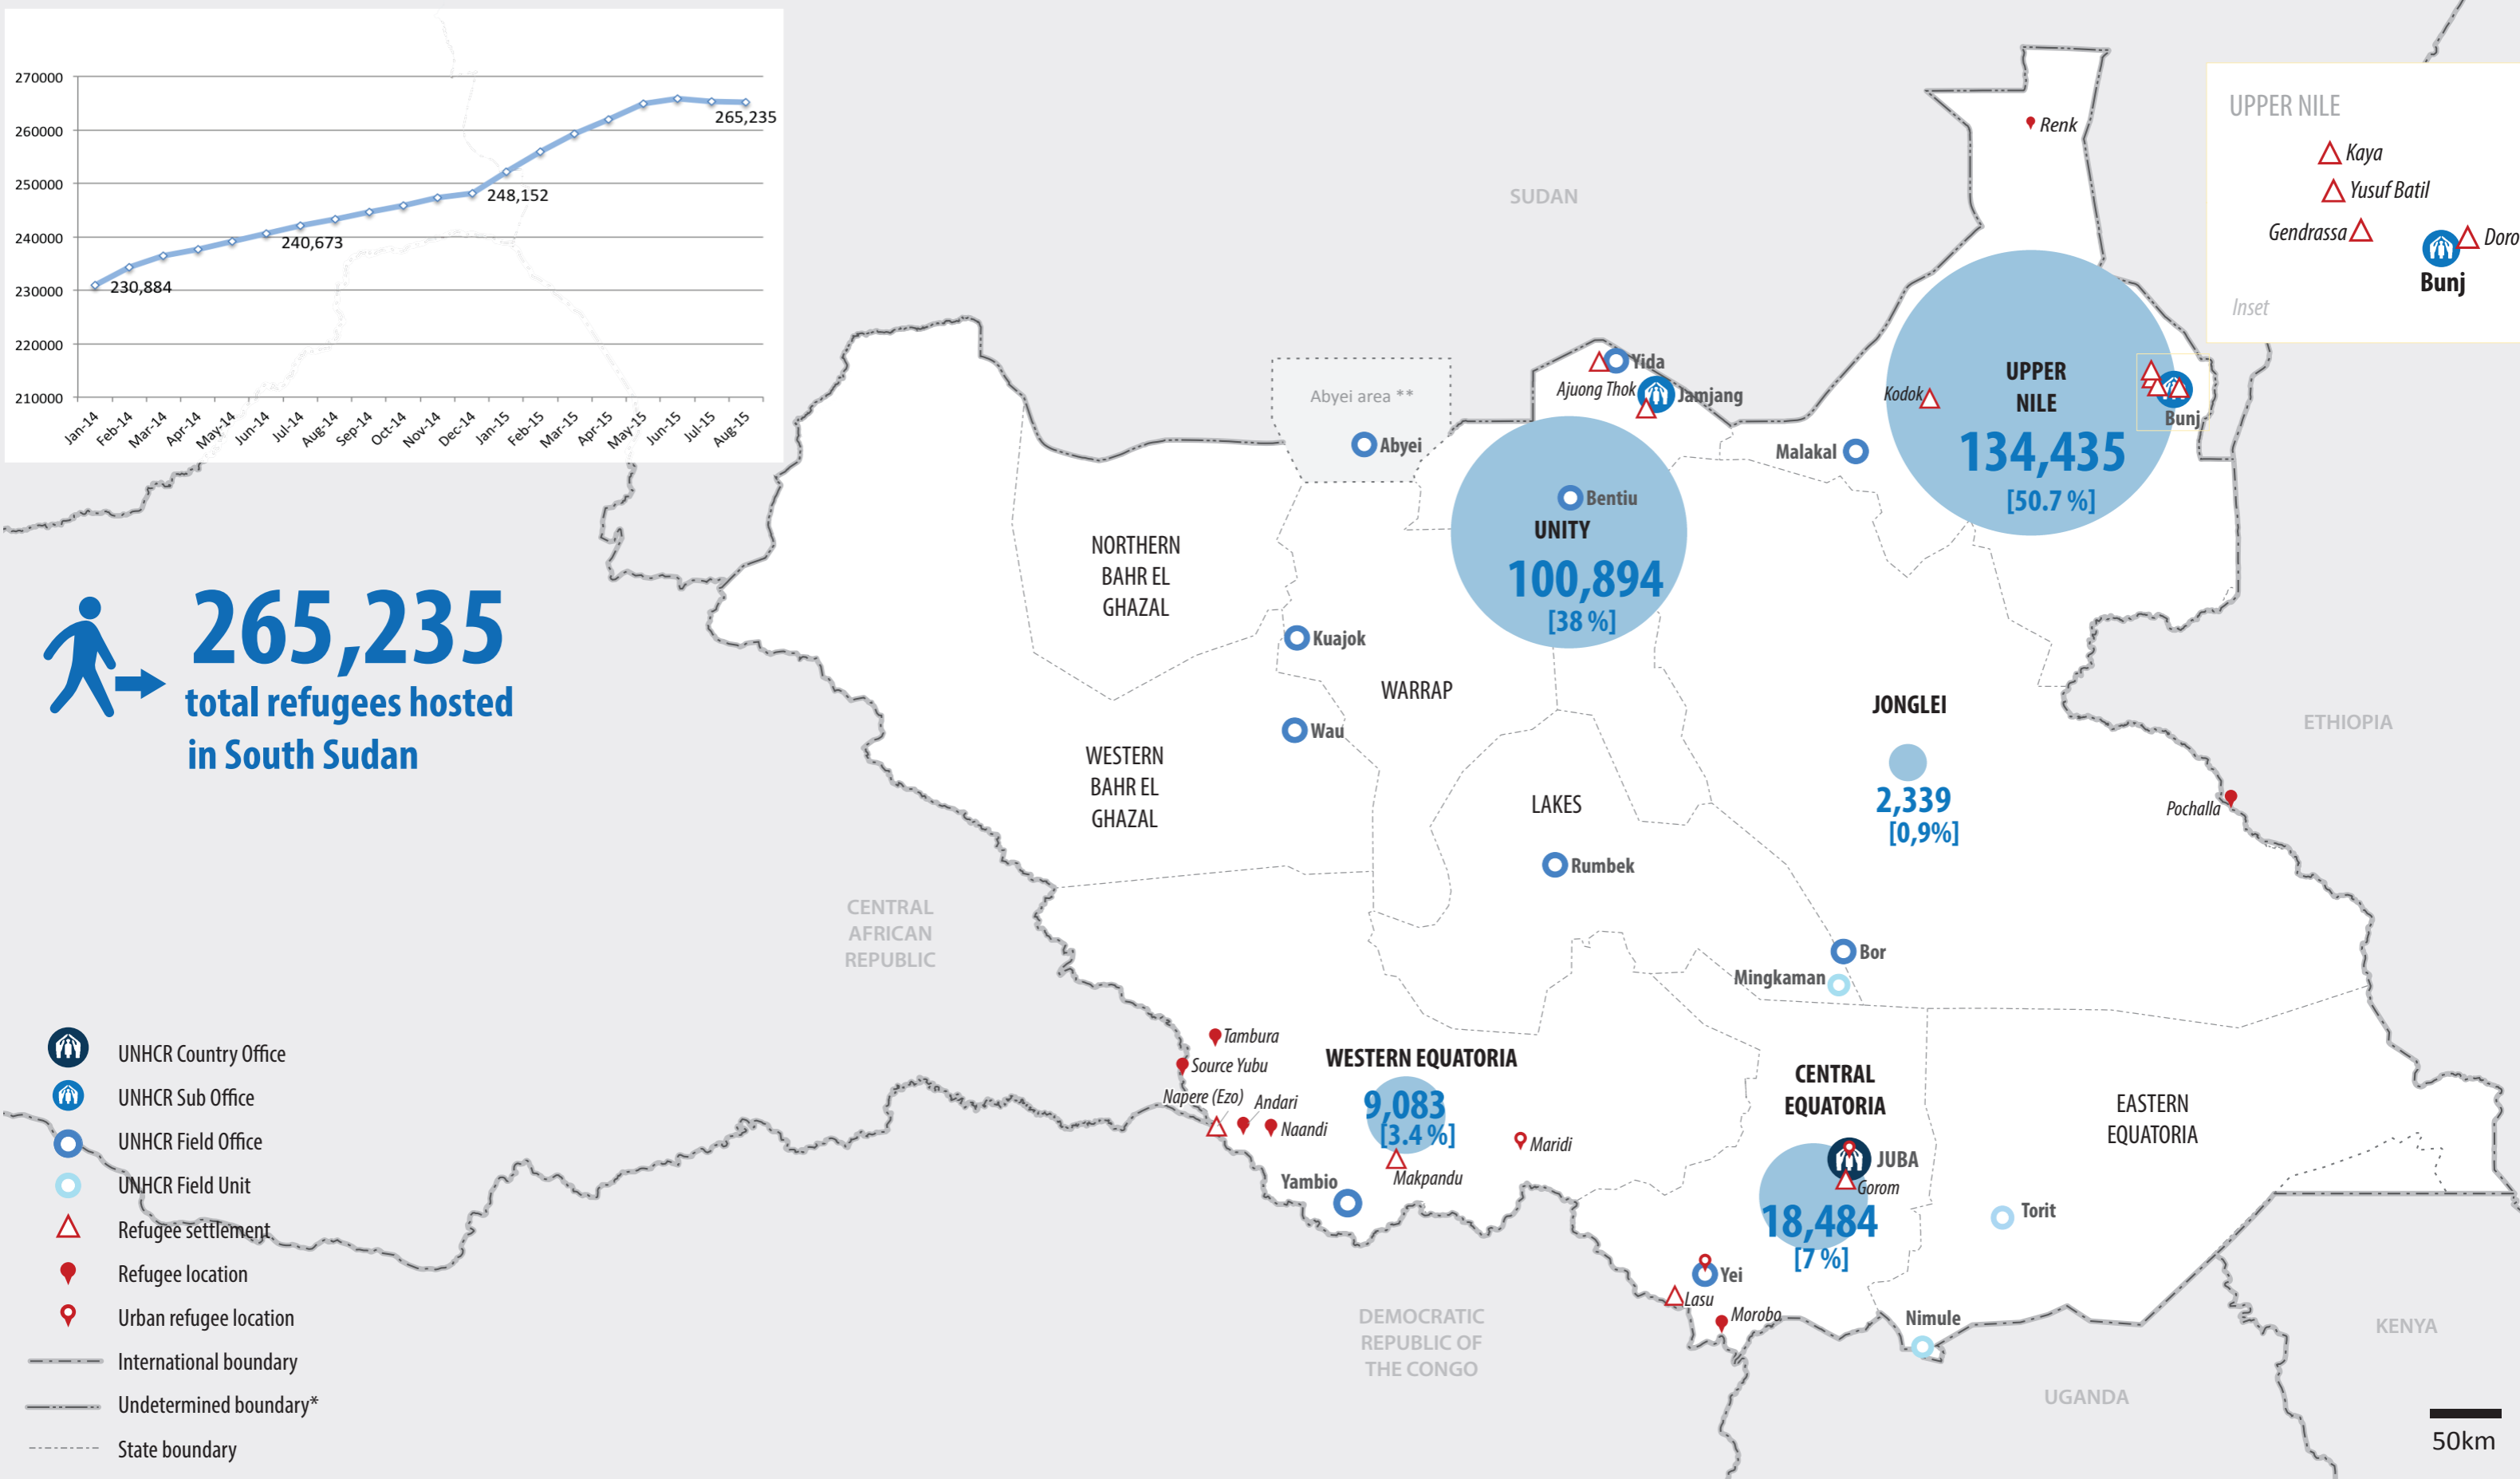 270000
260000
250000
240000
230000
220000
210000
265,235
248,152
240,673
230,884
Jan-14
Feb-14
Mar-14
Apr-14
May-14
Jun-14
Jul-14
Aug-14
Sep-14
Oct-14
Nov-14
Dec-14
Jan-15
Feb-15
Mar-15
Apr-15
May-15
Jun-15
Jul-15
Aug-15
265,235
total refugees hosted
in South Sudan
UNHCR Country Office
UNHCR Sub Office
UNHCR Field Office
UNHCR Field Unit
Refugee settlement
Refugee location
Urban refugee location
International boundary
Undetermined boundary*
State boundary
SUDAN
Renk
UPPER NILE
Kaya
Yusuf Batil
Gendrassa
Doro
Bunj
Inset
Abyei area **
Abyei
Yida
Ajuong Thok
Jamjang
Kodok
UPPER
NILE
134,435
[50.7 %]
Bunj
Malakal
Bentiu
UNITY
100,894
[38 %]
NORTHERN
BAHR EL
GHAZAL
Kuajok
WARRAP
Wau
WESTERN
BAHR EL
GHAZAL
LAKES
Rumbek
JONGLEI
2,339
[0,9%]
Pochalla
ETHIOPIA
CENTRAL
AFRICAN
REPUBLIC
Bor
Mingkaman
Tambura
Source Yubu
Napere (Ezo)
Andari
Naandi
WESTERN EQUATORIA
9,083
[3.4 %]
Makpandu
Maridi
Yambio
CENTRAL
EQUATORIA
JUBA
Gorom
18,484
[7 %]
EASTERN
EQUATORIA
Torit
Yei
Lasu
Morobo
Nimule
DEMOCRATIC
REPUBLIC OF
THE CONGO
UGANDA
KENYA
50km